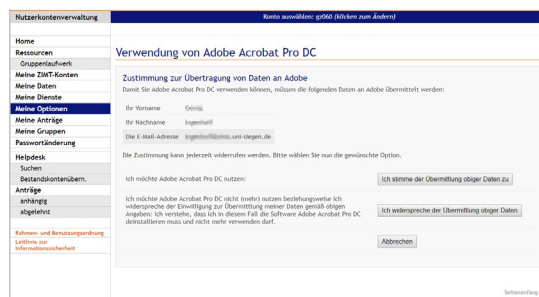 Nutzerkontenverwaltung
Konto auswählen: gz060 (klicken zum Ändern)
Home
Ressourcen
Gruppenlaufwerk
Meine ZIMT-Konten
Meine Daten
Meine Dienste
Meine Optionen
Meine Anträge
Meine Gruppen
Passwortänderung
Helpdesk
Suchen
Bestandskontenübern.
Anträge
anhängig
abgelehnt
Rahmen- und Benutzungsordnung
Leitlinie zur
Informationssicherheit
Verwendung von Adobe Acrobat Pro DC
Zustimmung zur Übertragung von Daten an Adobe
Damit Sie Adobe Acrobat Pro DC verwenden können, müssen die folgenden Daten an Adobe übermittelt werden:
Ihr Vorname
Ihr Nachname
Die E-Mail-Adresse .uni-siegen.de
Die Zustimmung kann jederzeit widerrufen werden. Bitte wählen Sie nun die gewünschte Option.
Ich möchte Adobe Acrobat Pro DC nutzen:
Ich stimme der Übermittlung obiger Daten zu
Ich möchte Adobe Acrobat Pro DC nicht (mehr) nutzen beziehungsweise ich
widerspreche der Einwilligung zur Übermittlung meiner Daten gemäß obigen
Angaben: Ich verstehe, dass ich in diesem Fall die Software Adobe Acrobat Pro DC
deinstallieren muss und nicht mehr verwenden darf.
Ich widerspreche der Übermittlung obiger Daten
Abbrechen
Seitenanfang